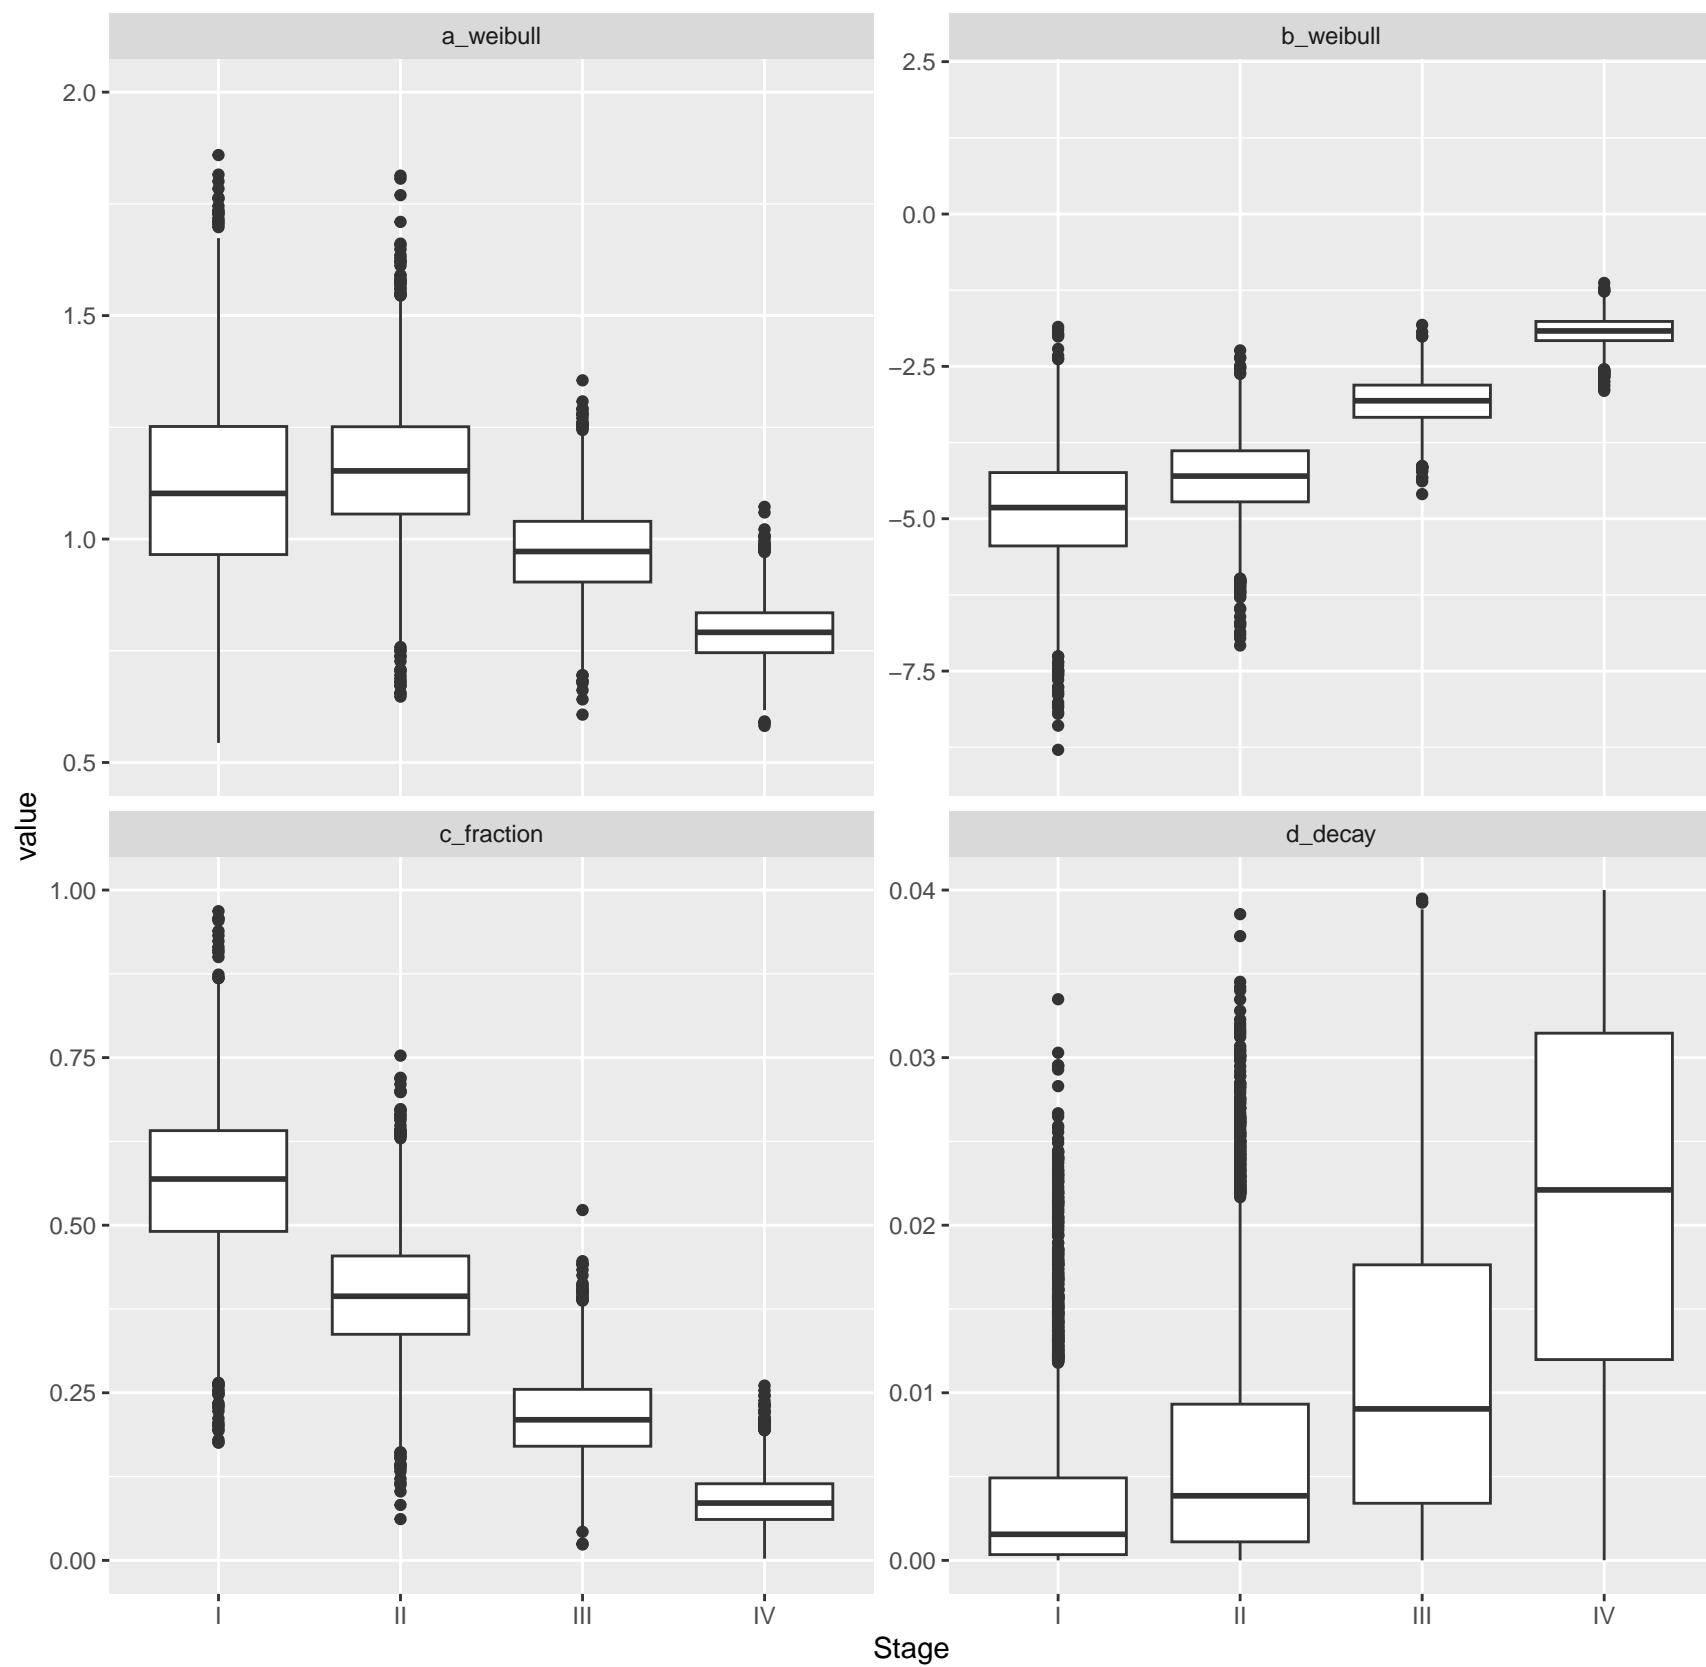 a_weibull
b_weibull
2.0
1.5
1.0
0.5
2.5
0.0
−2.5
−5.0
−7.5
value
c_fraction
d_decay
1.00
0.75
0.50
0.25
0.00
0.04
0.03
0.02
0.01
0.00
I II III IV
I II III IV
Stage